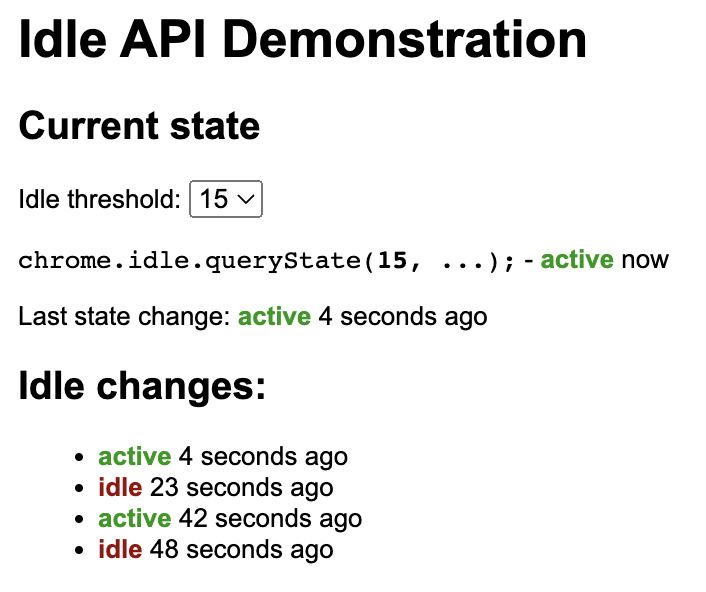 Idle API Demonstration
Current state
Idle threshold: 15
chrome.idle.queryState(15, ...); - active now
Last state change: active 4 seconds ago
Idle changes:
• active 4 seconds ago
• idle 23 seconds ago
• active 42 seconds ago
• idle 48 seconds ago